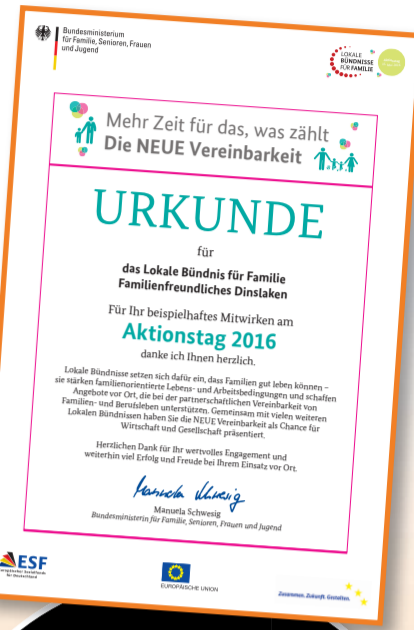 Bundesministerium
für Familie, Senioren, Frauen
und Jugend
LOKALE
BÜNDNISSE
FÜR FAMILIE
Mehr Zeit für das, was zählt
Die NEUE Vereinbarkeit
URKUNDE
für
das Lokale Bündnis für Familie
Familienfreundliches Dinslaken
Für Ihr beispielhaftes Mitwirken am
Aktionstag 2016
danke ich Ihnen herzlich.
Lokale Bündnisse setzen sich dafür ein, dass Familien gut leben können –
sie stärken familienorientierte Lebens- und Arbeitsbedingungen und schaffen
Angebote vor Ort, die bei der partnerschaftlichen Vereinbarkeit von
Familien- und Berufsleben unterstützen. Gemeinsam mit vielen weiteren
Lokalen Bündnissen haben Sie die NEUE Vereinbarkeit als Chance für
Wirtschaft und Gesellschaft präsentiert.
Herzlichen Dank für Ihr wertvolles Engagement und
weiterhin viel Erfolg und Freude bei Ihrem Einsatz vor Ort.
Manuela Schwesig
Manuela Schwesig
Bundesministerin für Familie, Senioren, Frauen und Jugend
ESF
Europäischer Sozialfonds
für Deutschland
EUROPÄISCHE UNION
Zusammen. Zukunft. Gestalten.